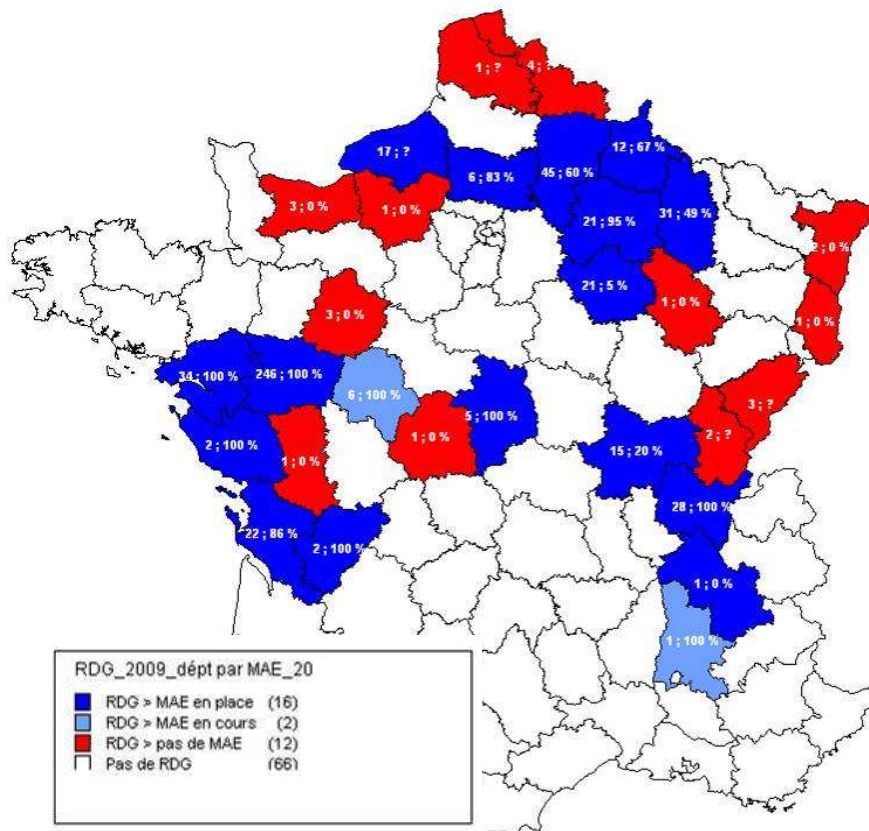 1 ; ?
4 ; ?
17 ; ?
6 ; 83 %
45 ; 60 %
12 ; 67 %
3 ; 0 %
1 ; 0 %
21 ; 95 %
31 ; 49 %
2 ; 0 %
21 ; 5 %
1 ; 0 %
3 ; 0 %
1 ; 0 %
34 ; 100 %
246 ; 100 %
6 ; 100 %
5 ; 100 %
3 ; ?
2 ; 100 %
1 ; 0 %
1 ; 0 %
15 ; 20 %
2 ; ?
28 ; 100 %
22 ; 86 %
2 ; 100 %
1 ; 0 %
1 ; 100 %
RDG_2009_dépt par MAE_20
RDG > MAE en place (16)
RDG > MAE en cours (2)
RDG > pas de MAE (12)
Pas de RDG (66)